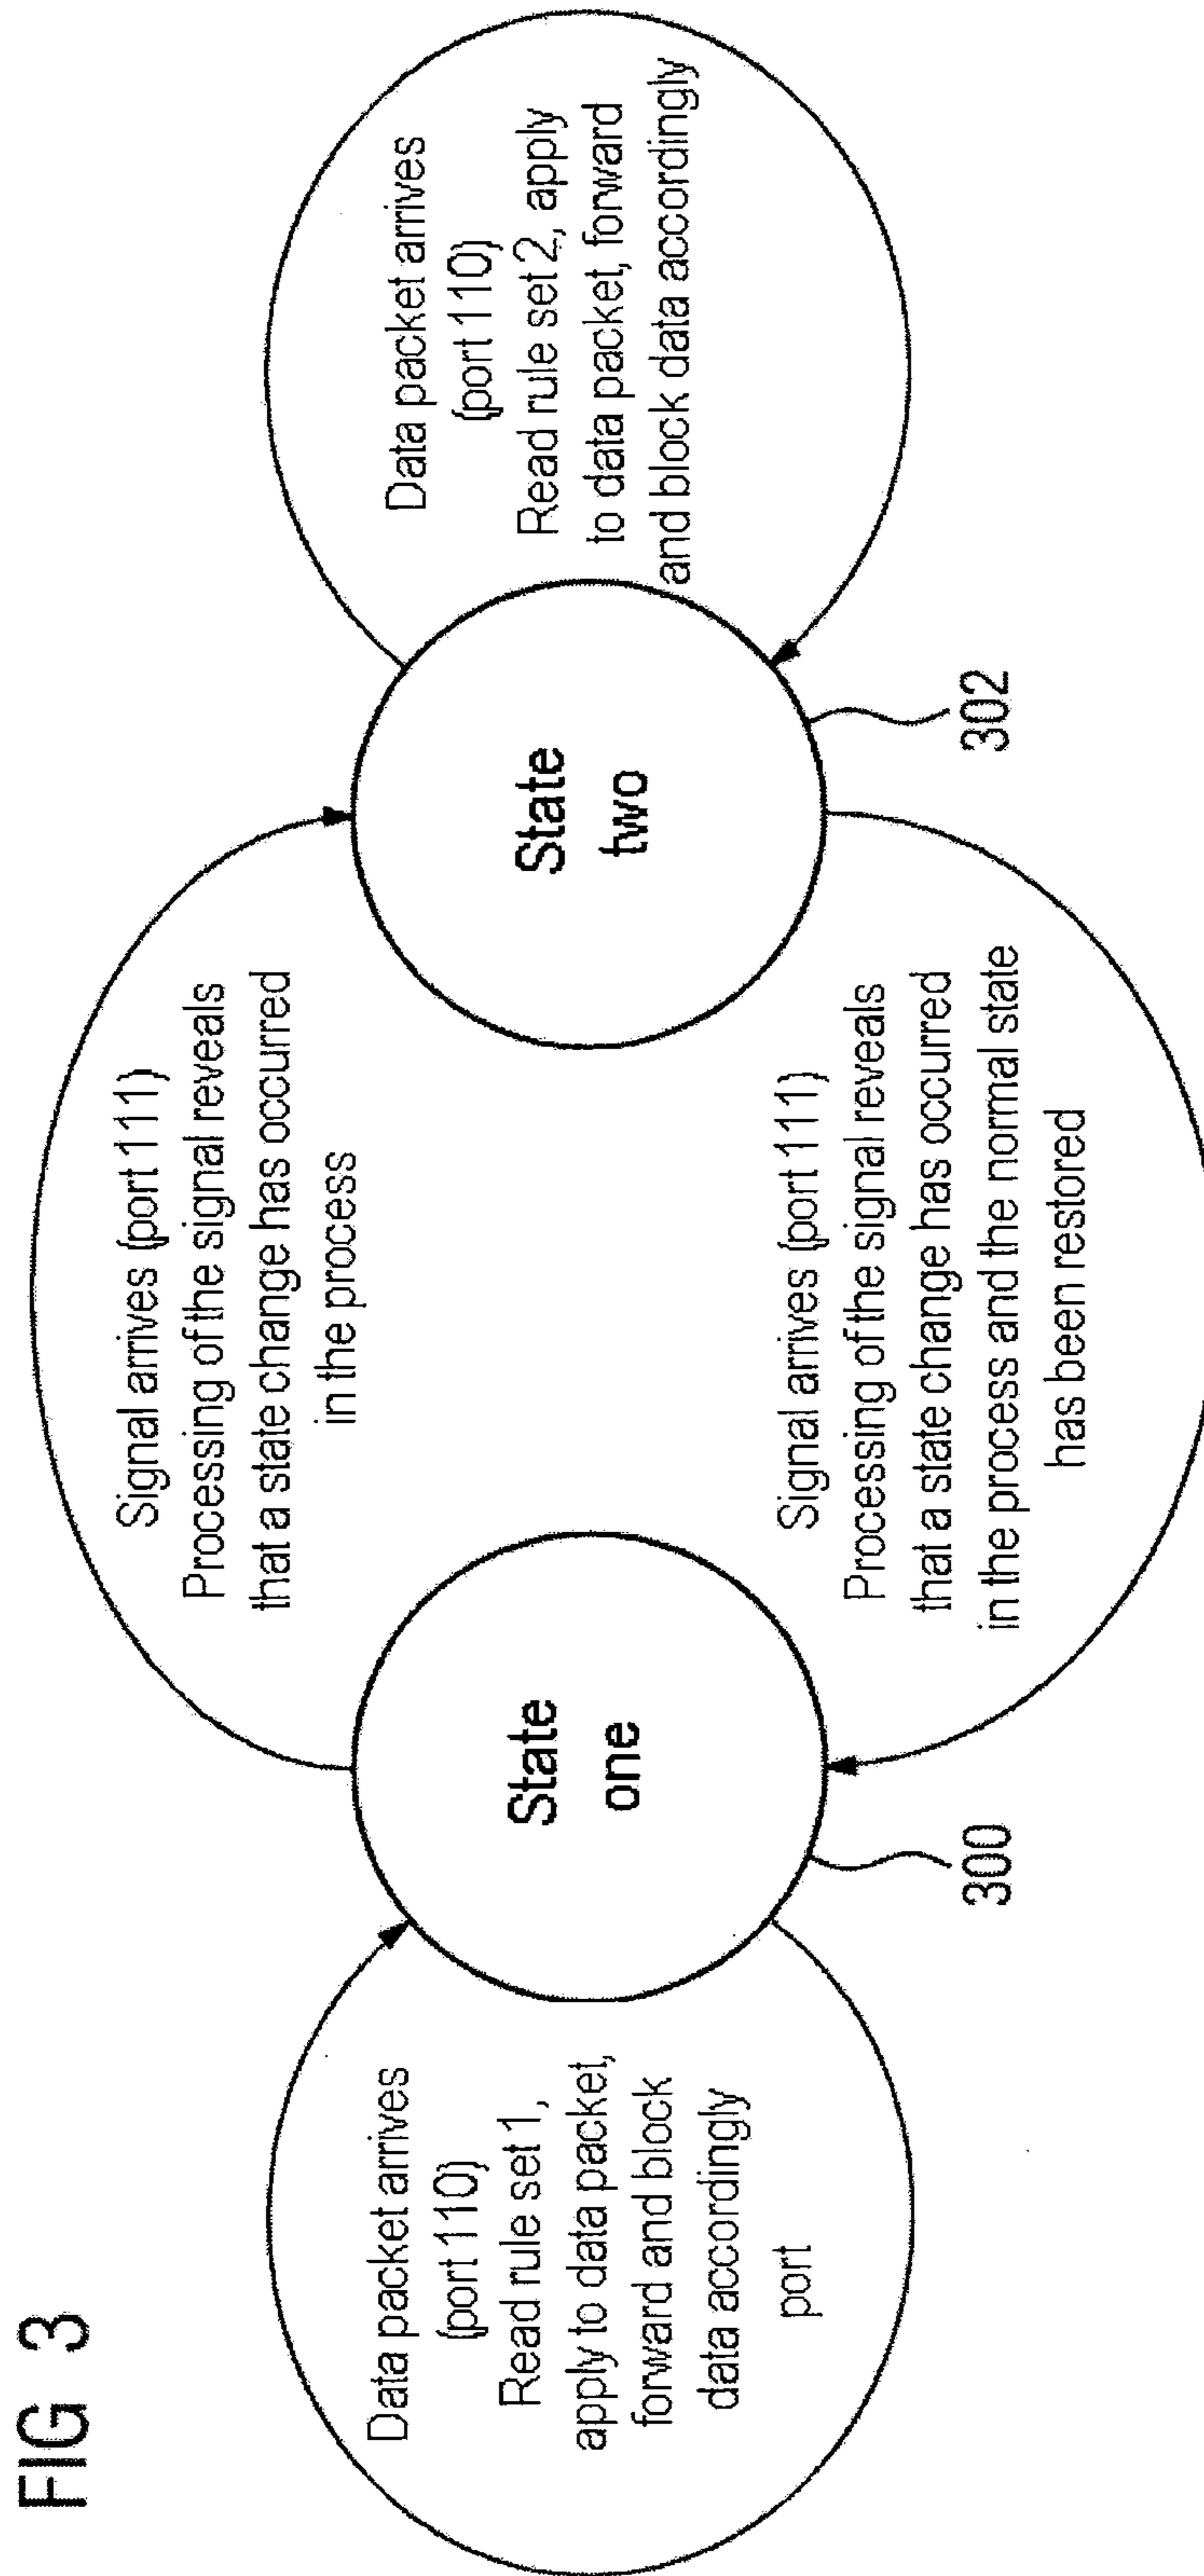 FIG 3
Signal arrives (port 111)
Processing of the signal reveals
that a state change has occurred
in the process
Data packet arrives
(port 110)
Read rule set 1,
apply to data packet,
forward and block
data accordingly
port
State
one
300
State
two
302
Data packet arrives
(port 110)
Read rule set 2, apply
to data packet, forward
and block data accordingly
Signal arrives (port 111)
Processing of the signal reveals
that a state change has occurred
in the process and the normal state
has been restored